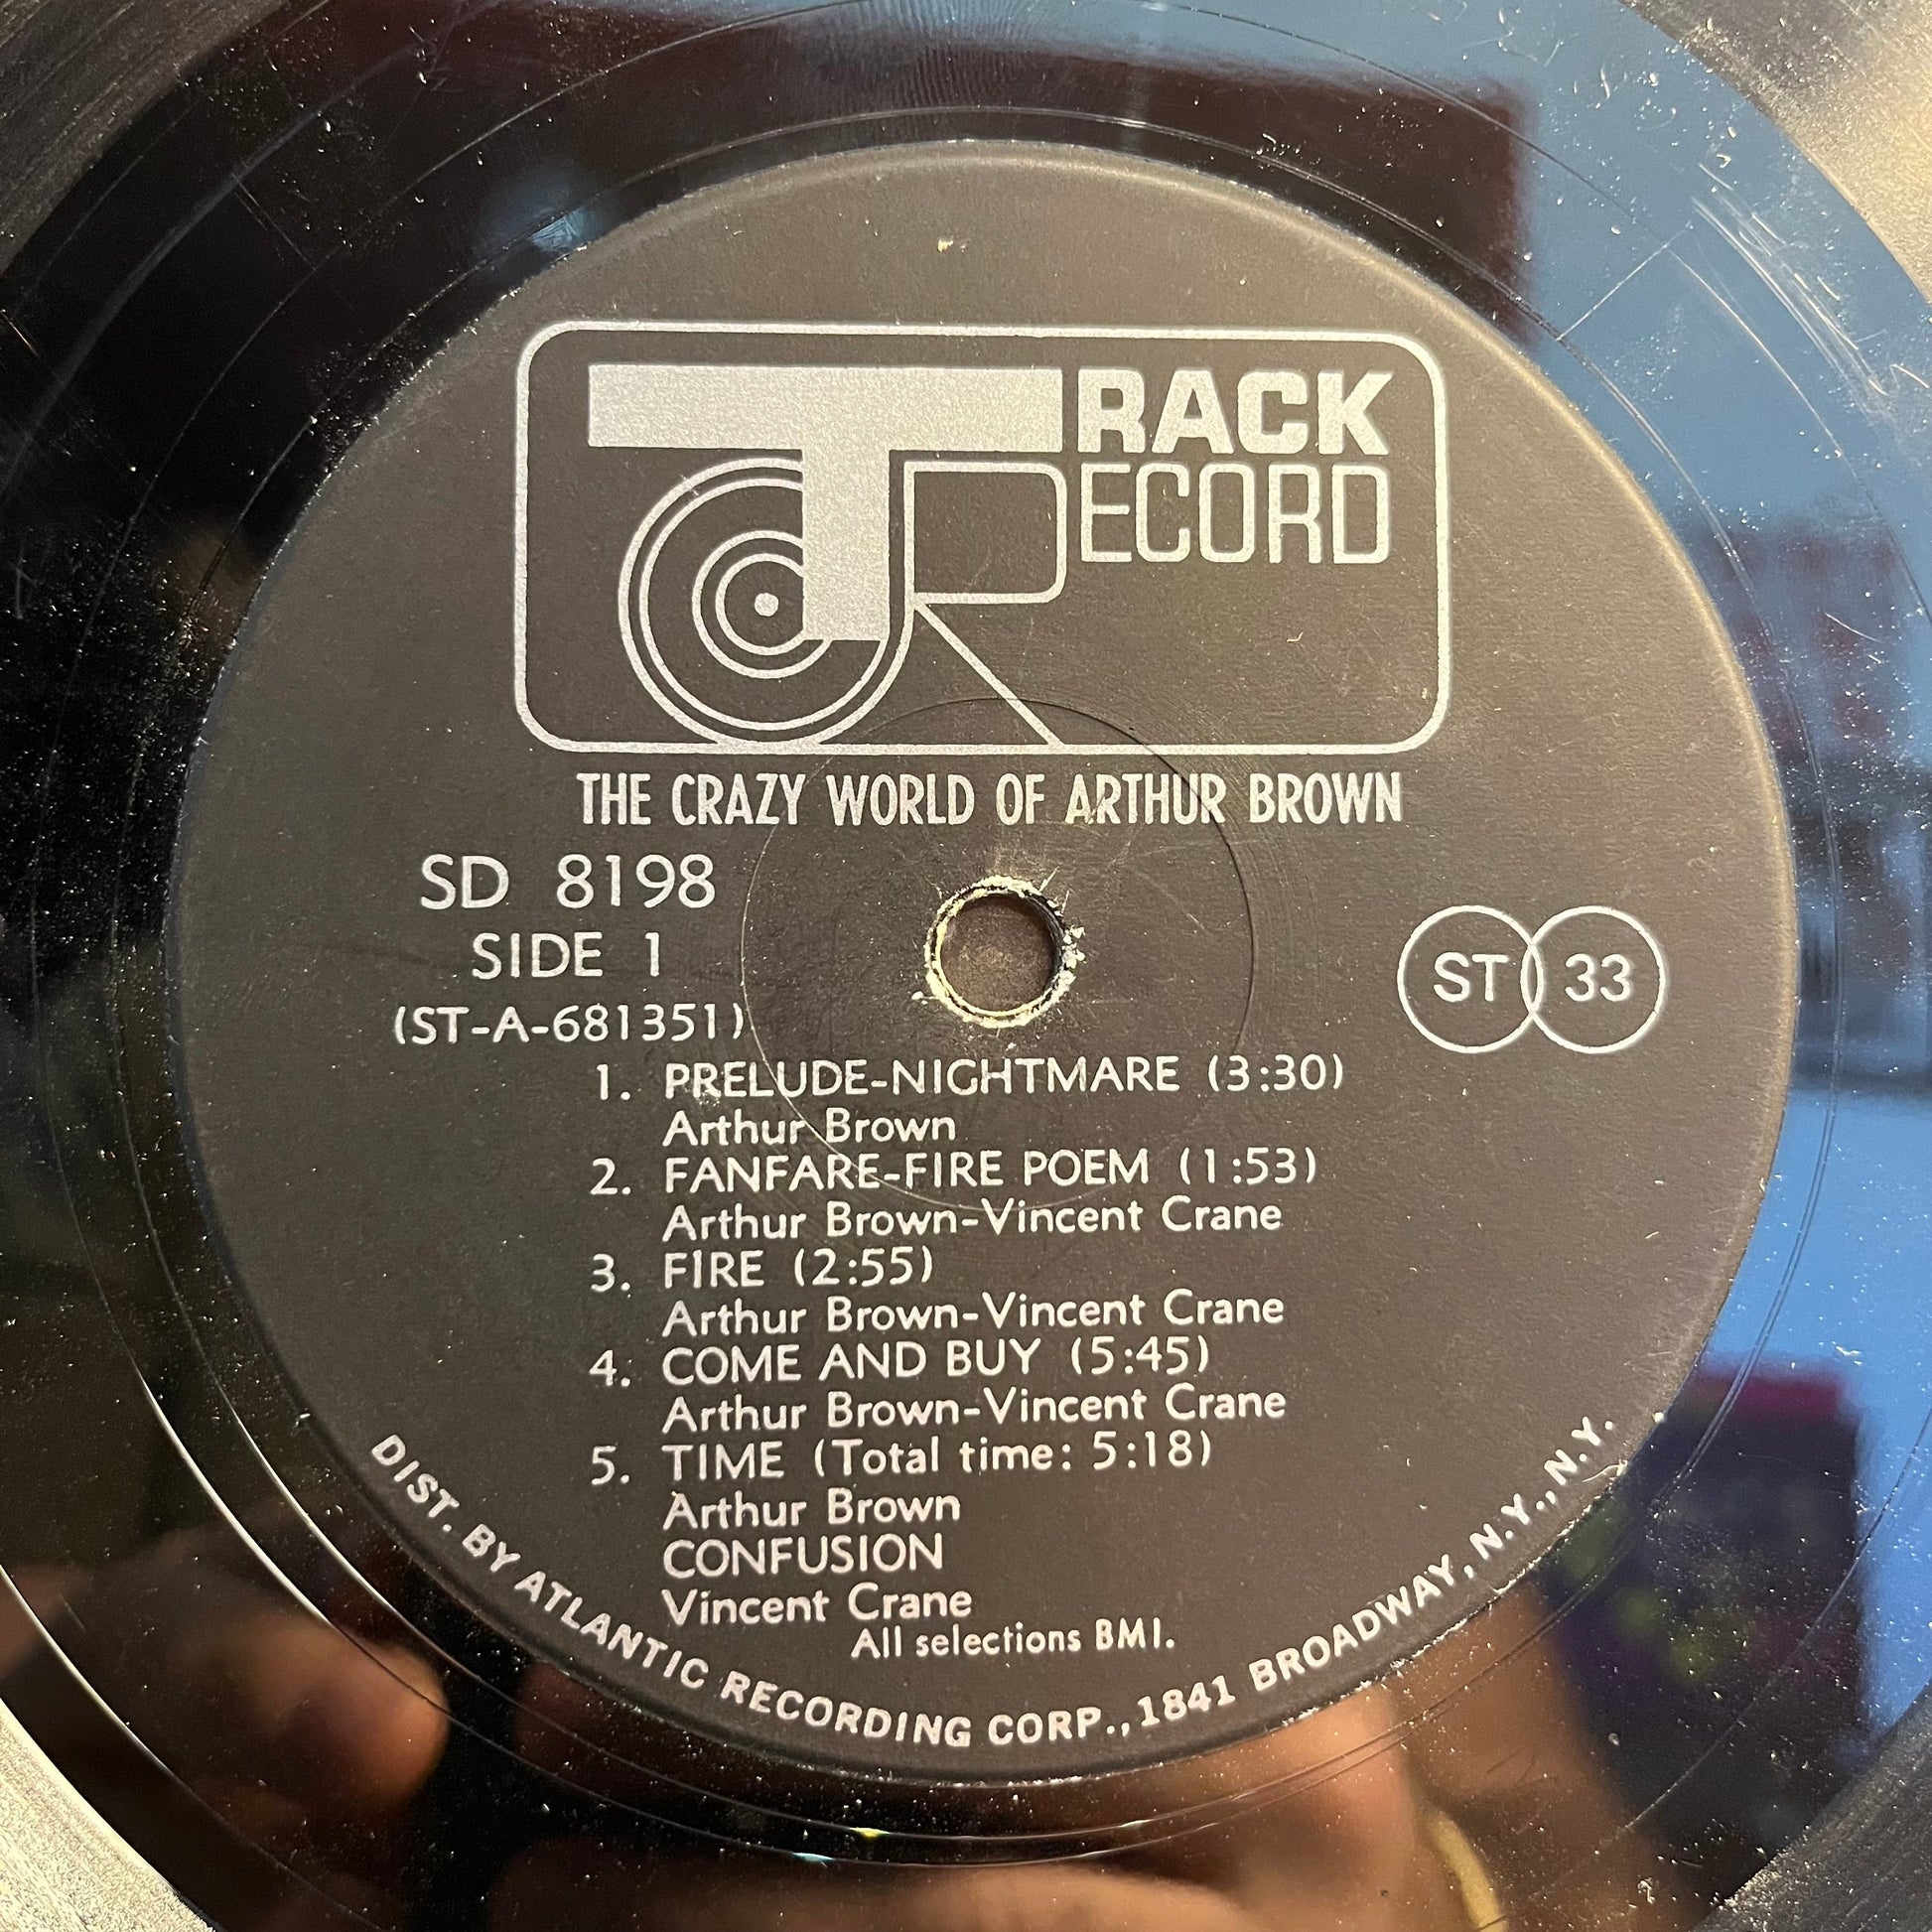 TRACK
RECORD
THE CRAZY WORLD OF ARTHUR BROWN
SD 8198
SIDE 1
(ST-A-681351)
ST 33
1. PRELUDE-NIGHTMARE (3:30)
Arthur Brown
2. FANFARE-FIRE POEM (1:53)
Arthur Brown-Vincent Crane
3. FIRE (2:55)
Arthur Brown-Vincent Crane
4. COME AND BUY (5:45)
Arthur Brown-Vincent Crane
5. TIME (Total time: 5:18)
Arthur Brown
CONFUSION
Vincent Crane
All selections BMI.
DIST. BY ATLANTIC RECORDING CORP., 1841 BROADWAY, N.Y., N.Y.